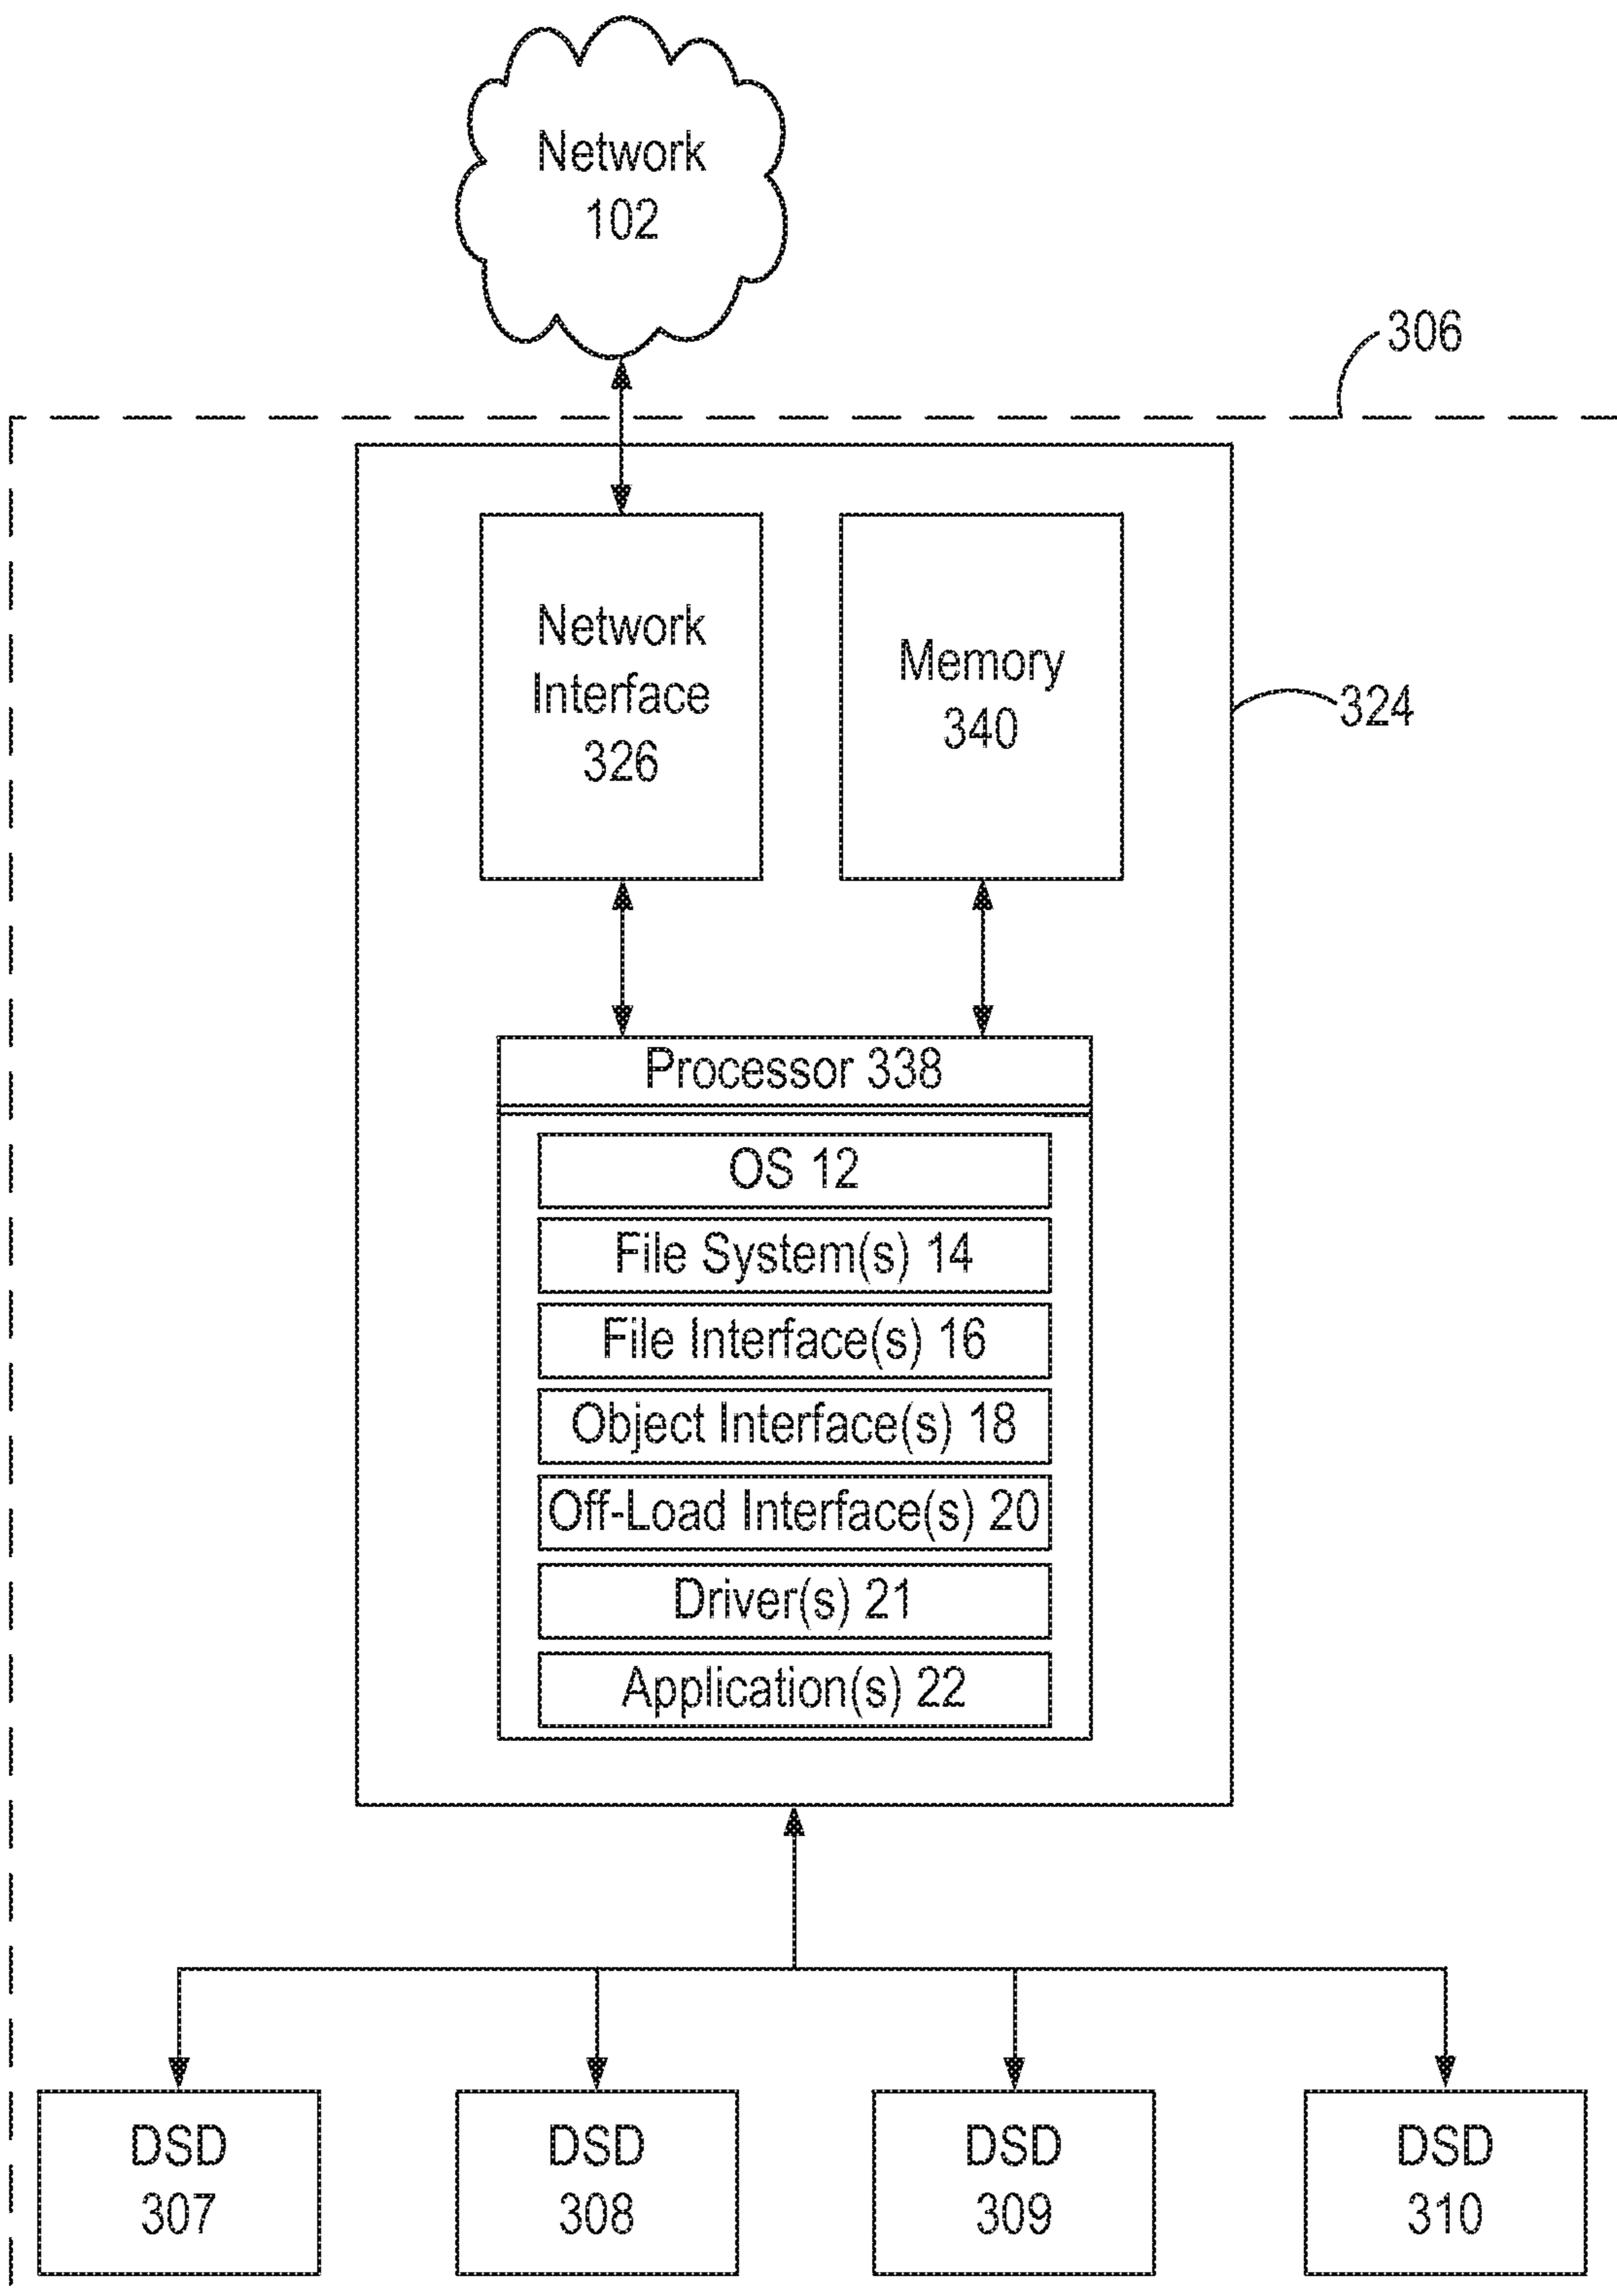 Network
102
306
Network
Interface
326
Memory
340
324
Processor 338
OS 12
File System(s) 14
File Interface(s) 16
Object Interface(s) 18
Off-Load Interface(s) 20
Driver(s) 21
Application(s) 22
DSD
307
DSD
308
DSD
309
DSD
310